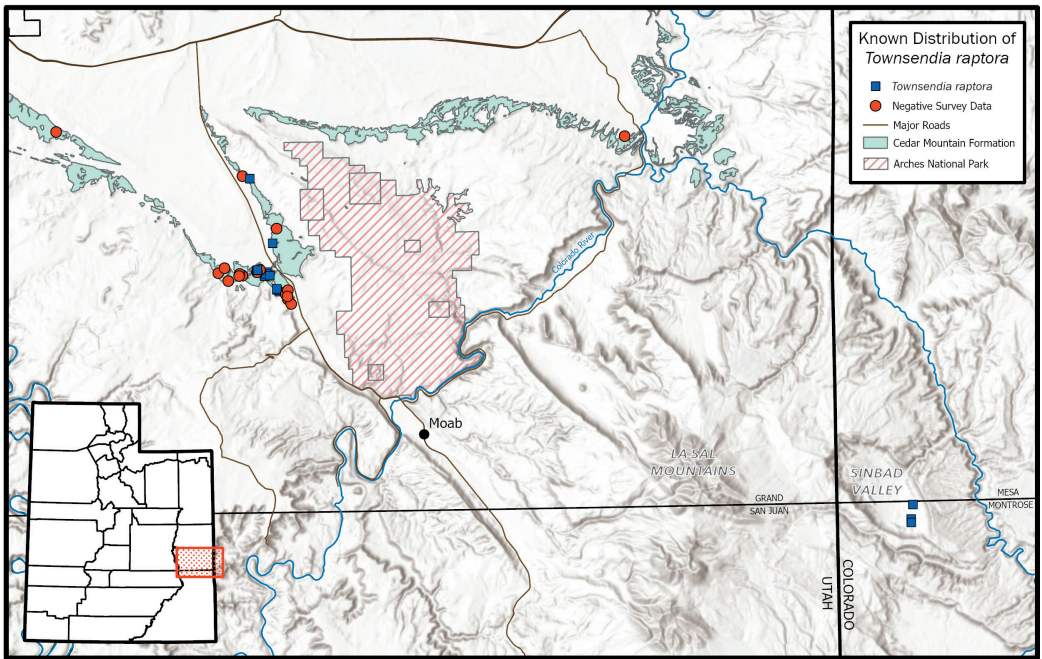 Known Distribution of
Townsendia raptora
Townsendia raptora
Negative Survey Data
Major Roads
Cedar Mountain Formation
Arches National Park
Colorado River
Moab
LA SAL
MOUNTAINS
SINBAD
VALLEY
GRAND
SAN JUAN
MESA
MONTROSE
UTAH
COLORADO